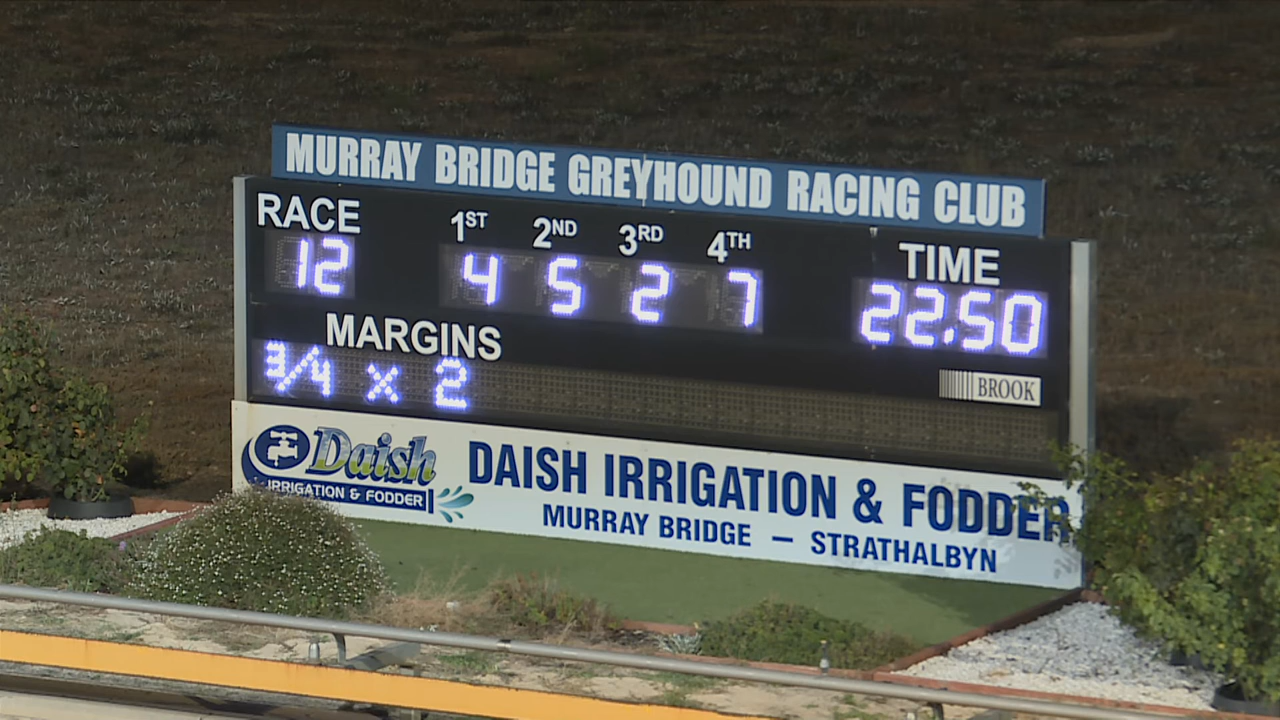 MURRAY BRIDGE GREYHOUND RACING CLUB
RACE 1ST 2ND 3RD 4TH TIME
12 4 5 2 7 22.50
MARGINS
3/4 x 2
BROOK
Daish
IRRIGATION & FODDER
DAISH IRRIGATION & FODDER
MURRAY BRIDGE – STRATHALBYN